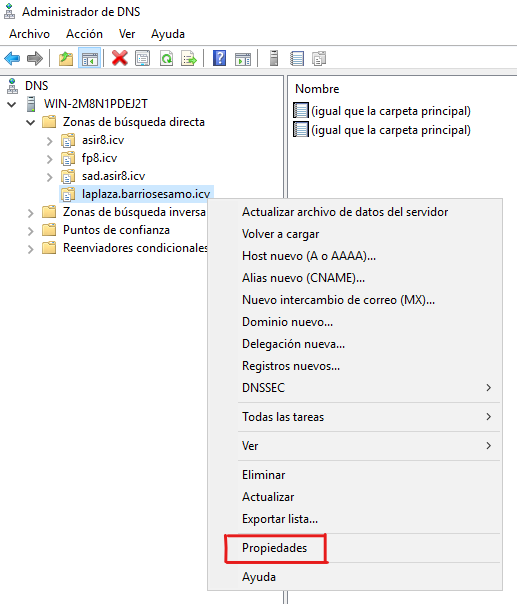 Administrador de DNS
Archivo Acción Ver Ayuda
DNS
WIN-2M8N1PDEJ2T
Zonas de búsqueda directa
asir8.icv
fp8.icv
sad.asir8.icv
laplaza.barriosesamo.icv
Zonas de búsqueda inversa
Puntos de confianza
Reenviadores condicionales
Nombre
(igual que la carpeta principal)
(igual que la carpeta principal)
Actualizar archivo de datos del servidor
Volver a cargar
Host nuevo (A o AAAA)...
Alias nuevo (CNAME)...
Nuevo intercambio de correo (MX)...
Dominio nuevo...
Delegación nueva...
Registros nuevos...
DNSSEC
Todas las tareas
Ver
Eliminar
Actualizar
Exportar lista...
Propiedades
Ayuda